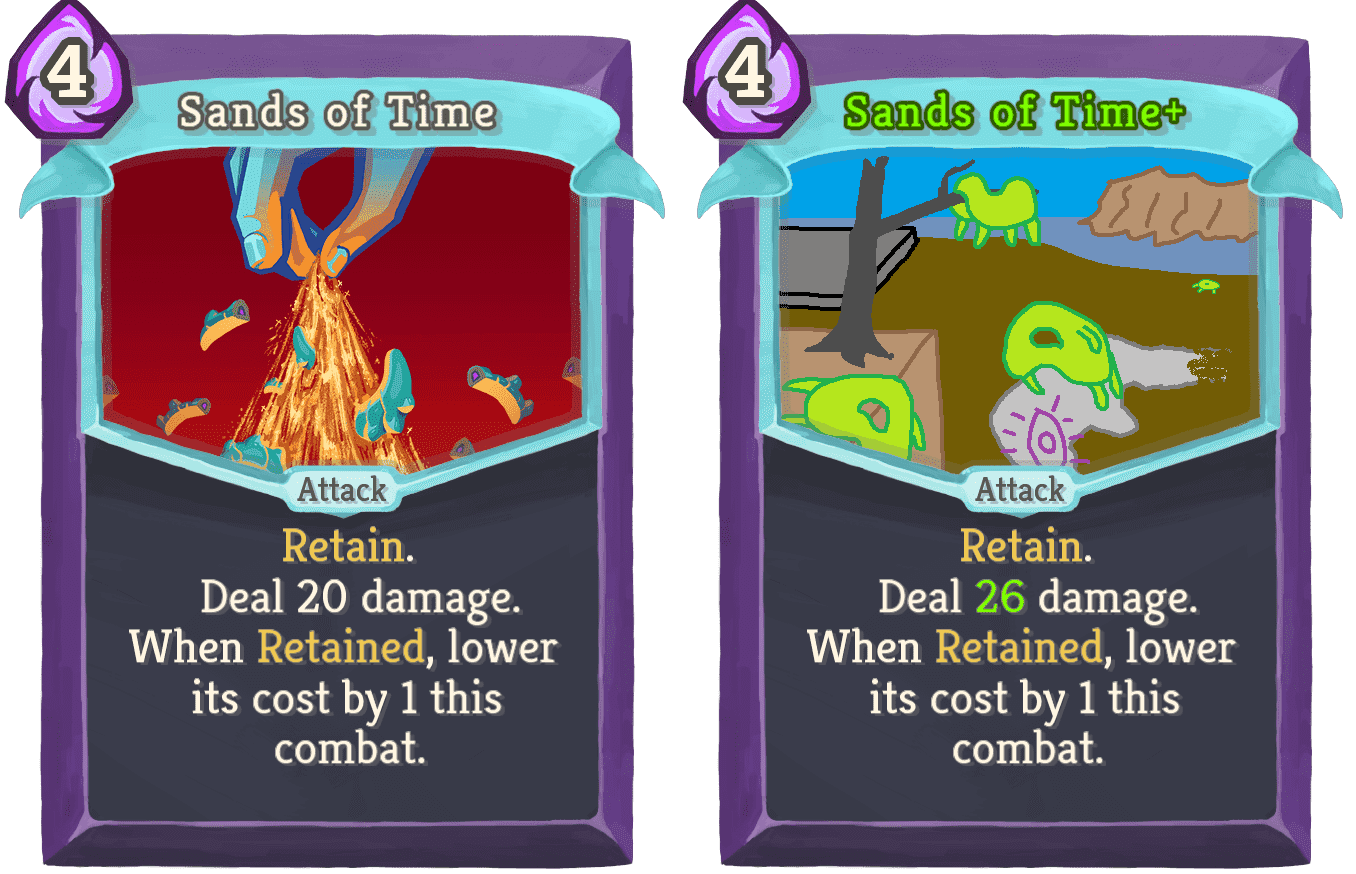 4
Sands of Time
Attack
Retain.
Deal 20 damage.
When Retained, lower
its cost by 1 this
combat.
4
Sands of Time+
Attack
Retain.
Deal 26 damage.
When Retained, lower
its cost by 1 this
combat.